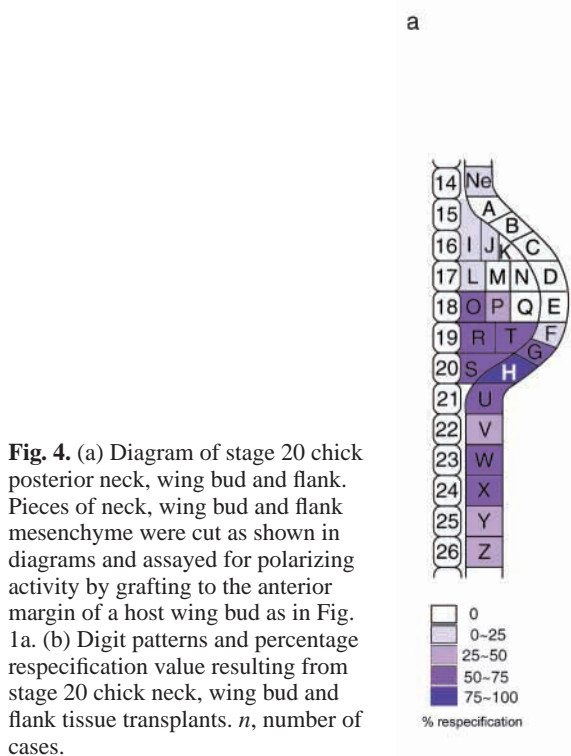 a
14 Ne
15 A
B
16 I J K C
17 L M N D
18 O P Q E
19 R T F
G
20 S H
21 U
22 V
23 W
24 X
25 Y
26 Z
0
0~25
25~50
50~75
75~100
% respecification
Fig. 4. (a) Diagram of stage 20 chick
posterior neck, wing bud and flank.
Pieces of neck, wing bud and flank
mesenchyme were cut as shown in
diagrams and assayed for polarizing
activity by grafting to the anterior
margin of a host wing bud as in Fig.
1a. (b) Digit patterns and percentage
respecification value resulting from
stage 20 chick neck, wing bud and
flank tissue transplants. n, number of
cases.